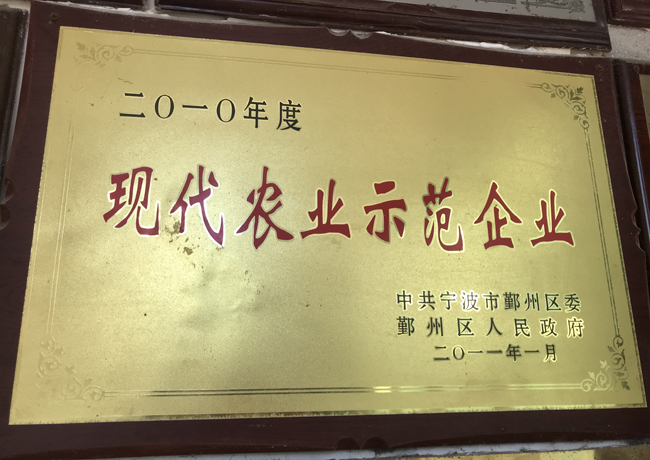 二〇一〇年度
现代农业示范企业
中共宁波市鄞州区委
鄞州区人民政府
二〇一一年一月